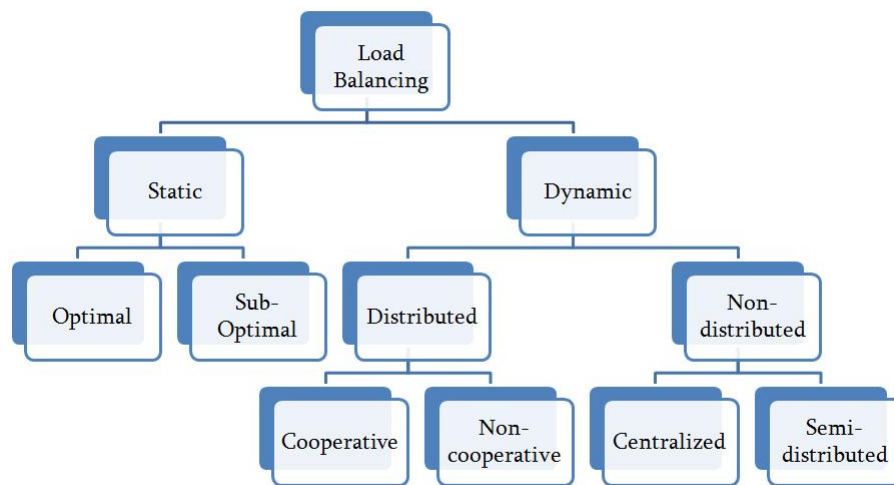 Load
Balancing
Static
Dynamic
Optimal
Sub-
Optimal
Distributed
Non-
distributed
Cooperative
Non-
cooperative
Centralized
Semi-
distributed